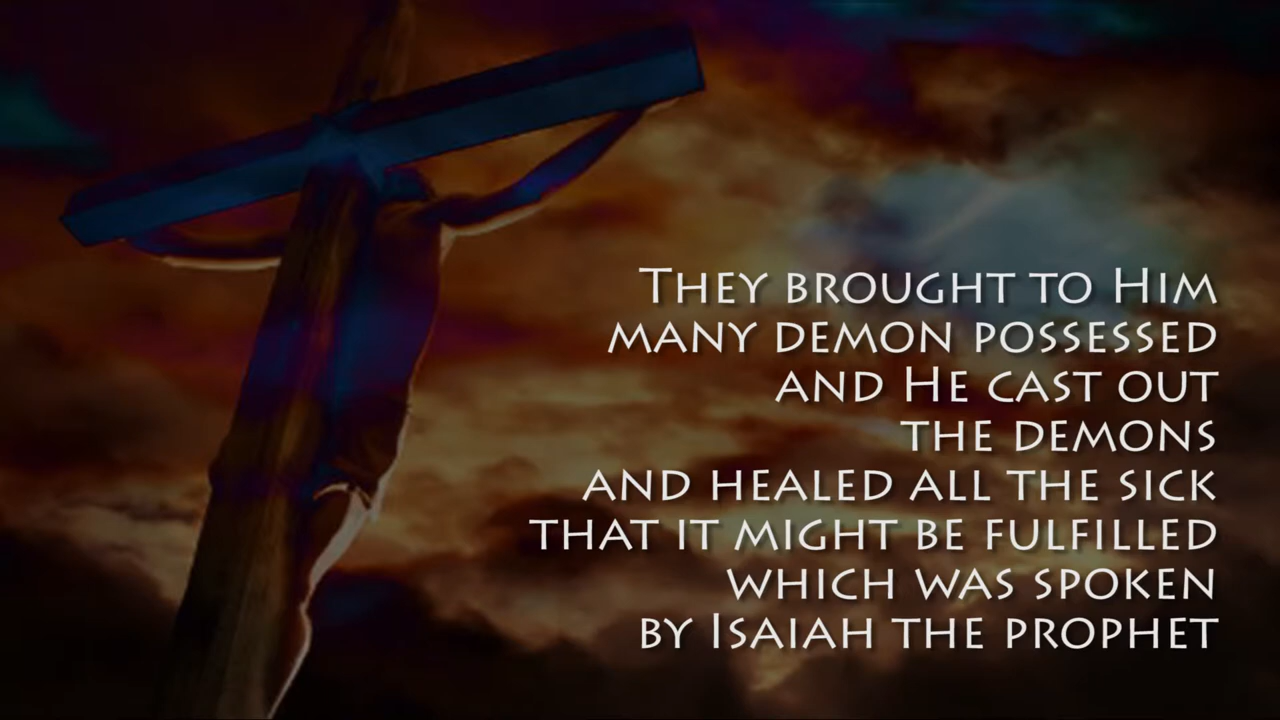 They brought to Him
many demon possessed
and He cast out
the demons
and healed all the sick
that it might be fulfilled
which was spoken
by Isaiah the prophet